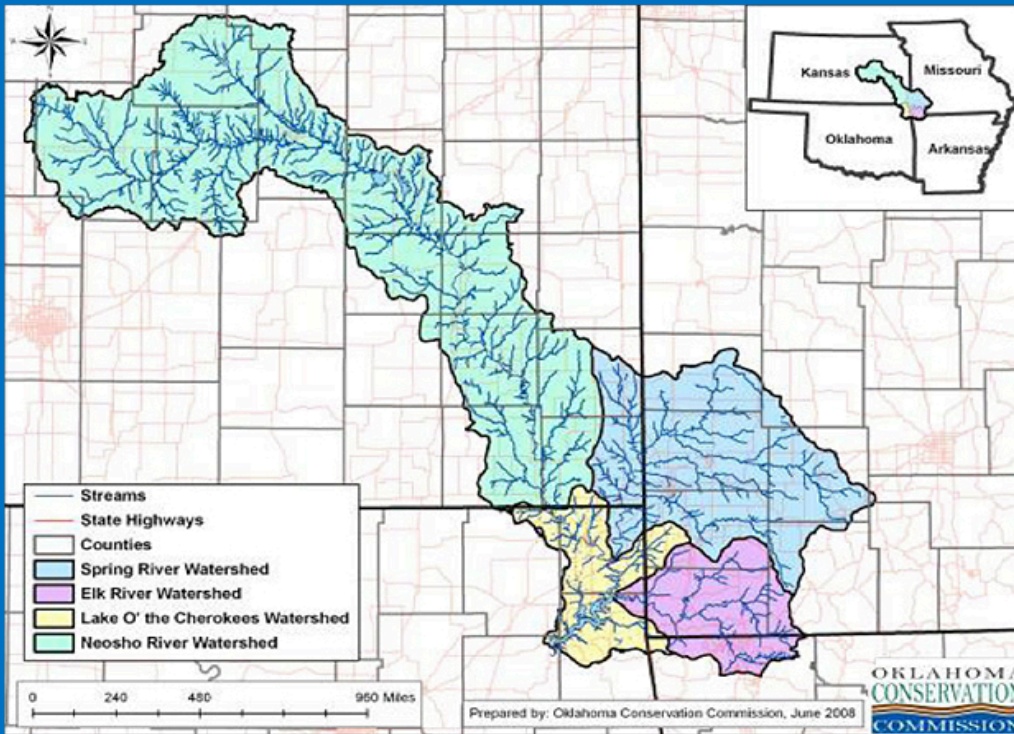 Kansas
Missouri
Oklahoma
Arkansas
Streams
State Highways
Counties
Spring River Watershed
Elk River Watershed
Lake O' the Cherokees Watershed
Neosho River Watershed
0 240 480 960 Miles
Prepared by: Oklahoma Conservation Commission, June 2008
OKLAHOMA
CONSERVATION
COMMISSION